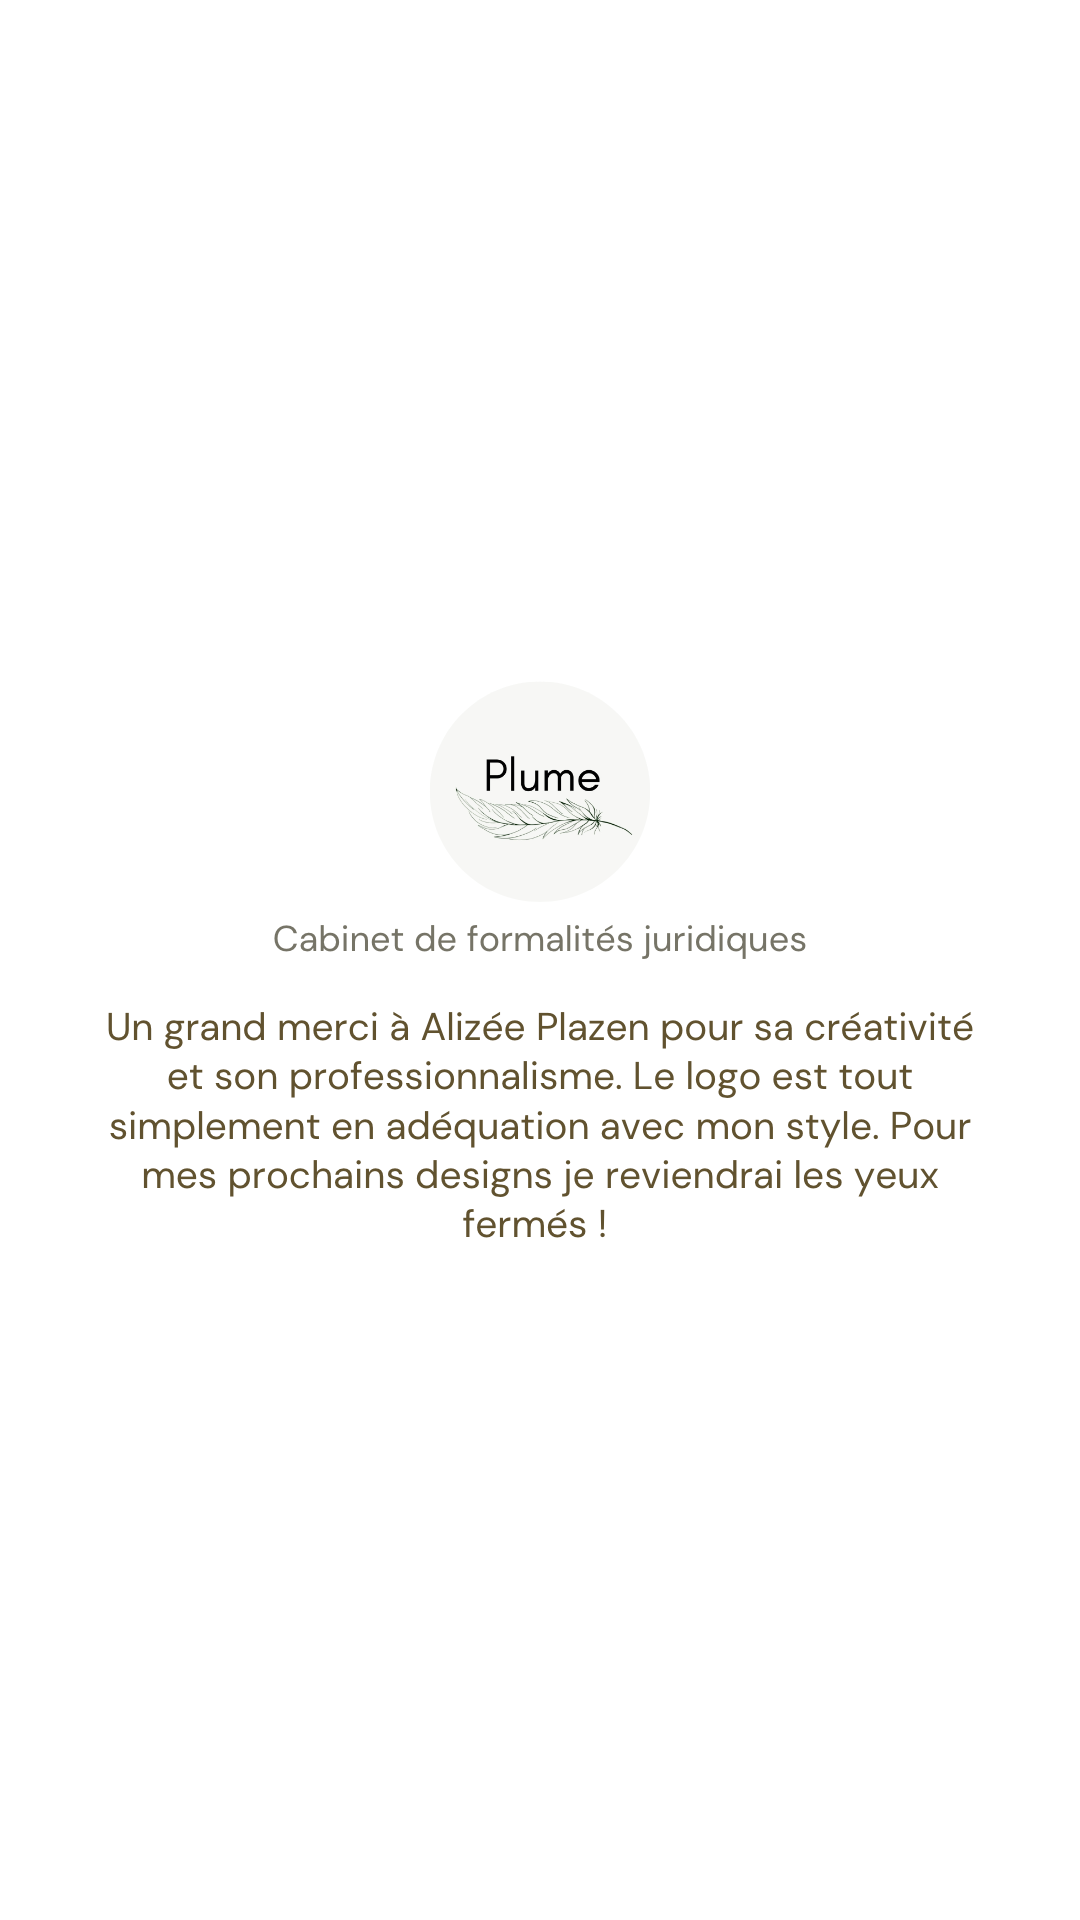 Plume
Cabinet de formalités juridiques
Un grand merci à Alizée Plazen pour sa créativité
et son professionnalisme. Le logo est tout
simplement en adéquation avec mon style. Pour
mes prochains designs je reviendrai les yeux
fermés !